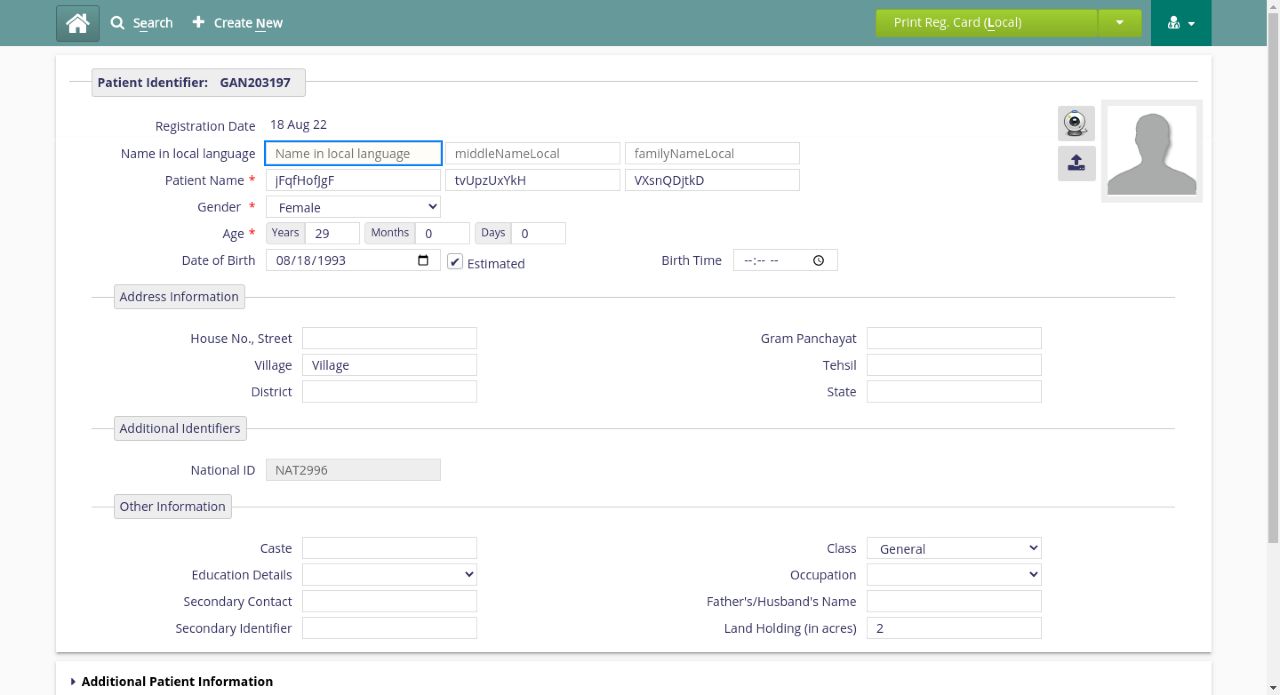 Search Create New Print Reg. Card (Local)
Patient Identifier: GAN203197
Registration Date 18 Aug 22
Name in local language Name in local language middleNameLocal familyNameLocal
Patient Name * jFqfHofJgF tvUpzUxYkH VXsnQDjtkD
Gender * Female
Age * Years 29 Months 0 Days 0
Date of Birth 08/18/1993 Estimated Birth Time --:-- --
Address Information
House No., Street Gram Panchayat
Village Village Tehsil
District State
Additional Identifiers
National ID NAT2996
Other Information
Caste Class General
Education Details Occupation
Secondary Contact Father's/Husband's Name
Secondary Identifier Land Holding (in acres) 2
Additional Patient Information